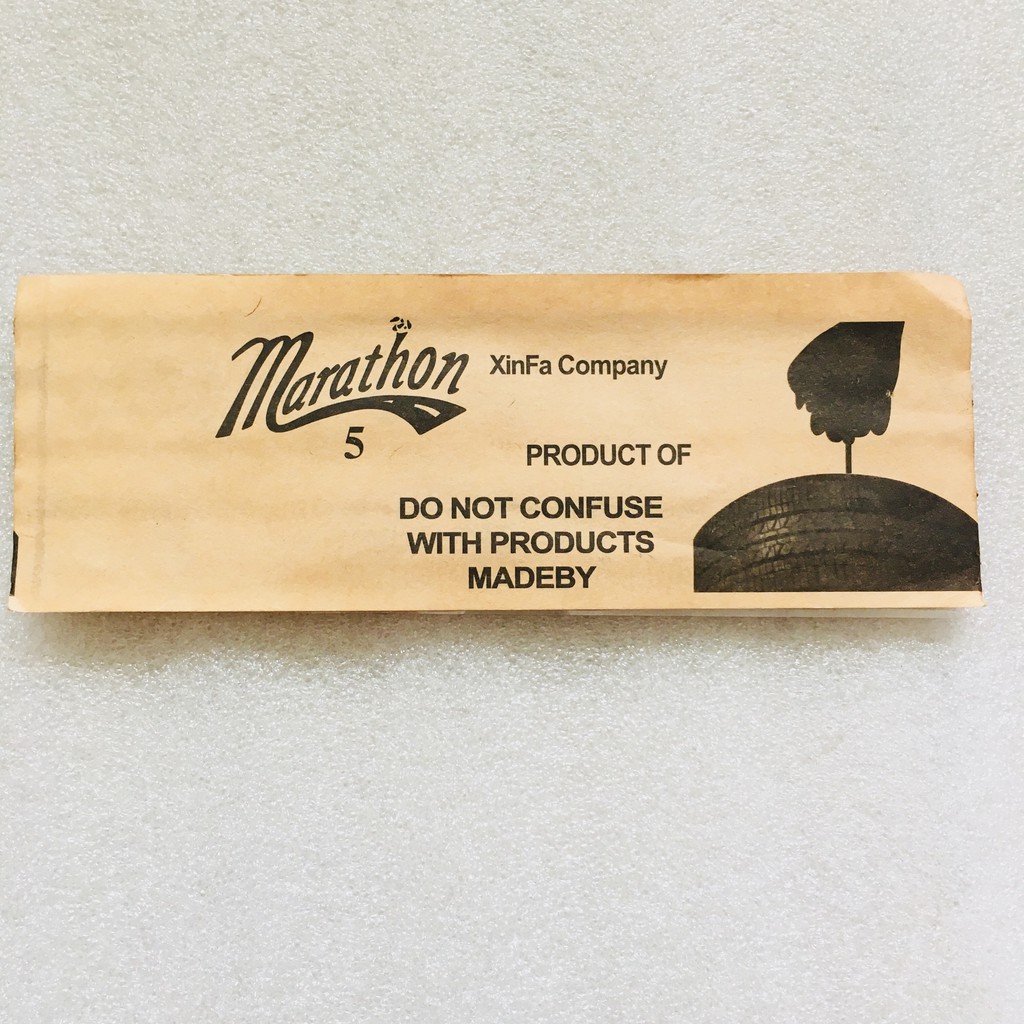 Marathon
5
XinFa Company
PRODUCT OF
DO NOT CONFUSE
WITH PRODUCTS
MADEBY